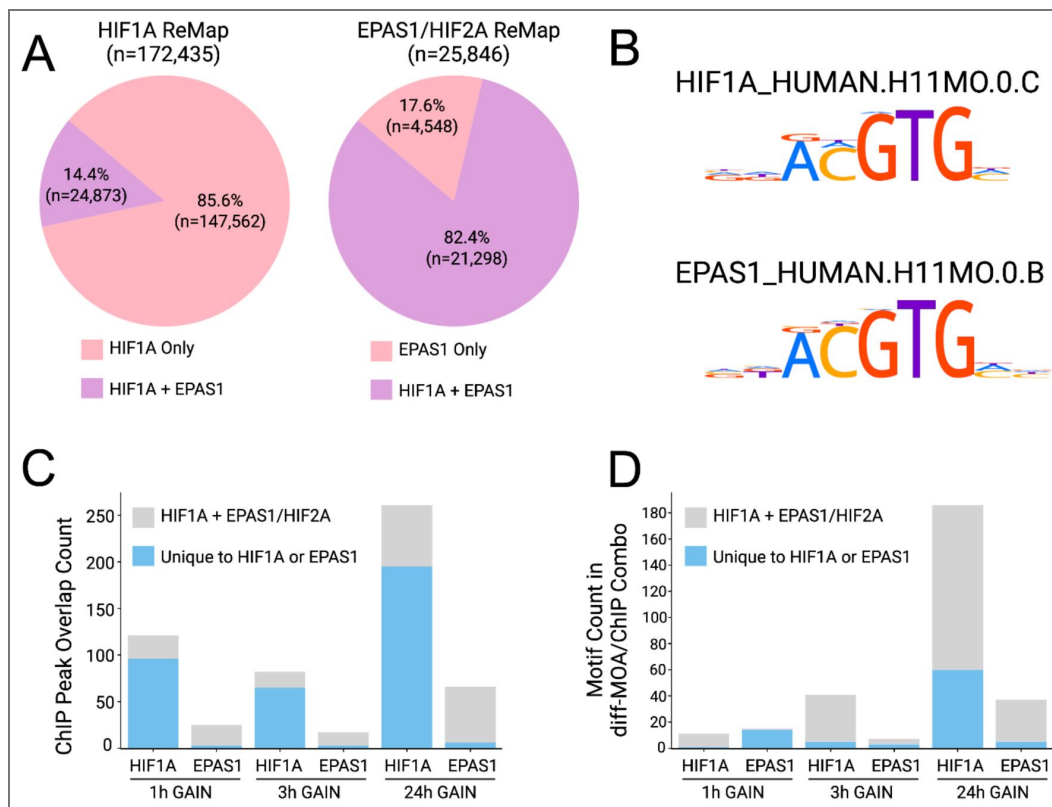 A
HIF1A ReMap
(n=172,435)
14.4%
(n=24,873)
85.6%
(n=147,562)
HIF1A Only
HIF1A + EPAS1
EPAS1/HIF2A ReMap
(n=25,846)
17.6%
(n=4,548)
82.4%
(n=21,298)
EPAS1 Only
HIF1A + EPAS1
B
HIF1A_HUMAN.H11MO.0.C
ACGTG
EPAS1_HUMAN.H11MO.0.B
ACGTG
C
ChIP Peak Overlap Count
250
200
150
100
50
0
HIF1A + EPAS1/HIF2A
Unique to HIF1A or EPAS1
HIF1A EPAS1 HIF1A EPAS1 HIF1A EPAS1
1h GAIN 3h GAIN 24h GAIN
D
Motif Count in
diff-MOA/ChIP Combo
180
160
140
120
100
80
60
40
20
0
HIF1A + EPAS1/HIF2A
Unique to HIF1A or EPAS1
HIF1A EPAS1 HIF1A EPAS1 HIF1A EPAS1
1h GAIN 3h GAIN 24h GAIN